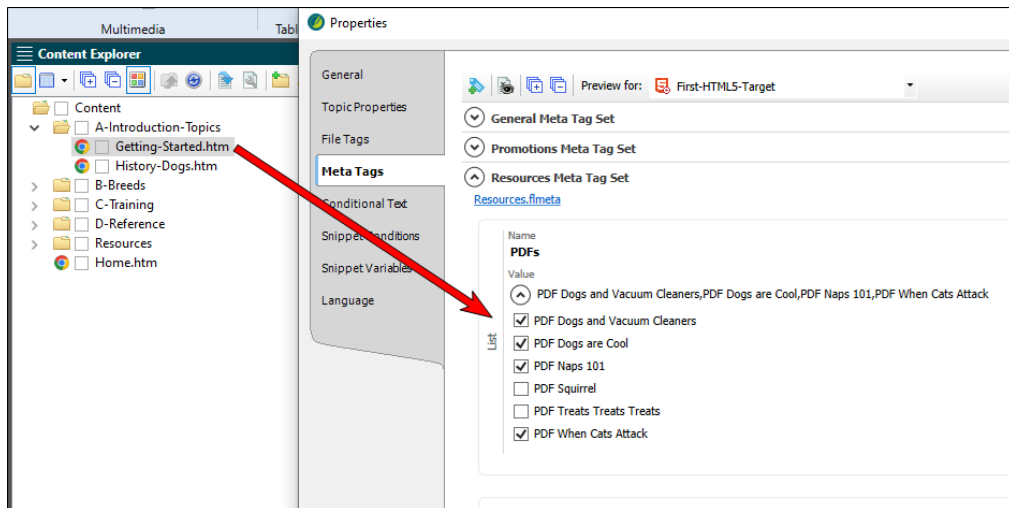 Multimedia
Tabl
Content Explorer
Content
A-Introduction-Topics
Getting-Started.htm
History-Dogs.htm
B-Breeds
C-Training
D-Reference
Resources
Home.htm
Properties
General
Topic Properties
File Tags
Meta Tags
Conditional Text
Snippet Conditions
Snippet Variables
Language
Preview for: First-HTML5-Target
General Meta Tag Set
Promotions Meta Tag Set
Resources Meta Tag Set
Resources.flmeta
List
Name
PDFs
Value
PDF Dogs and Vacuum Cleaners,PDF Dogs are Cool,PDF Naps 101,PDF When Cats Attack
PDF Dogs and Vacuum Cleaners
PDF Dogs are Cool
PDF Naps 101
PDF Squirrel
PDF Treats Treats Treats
PDF When Cats Attack